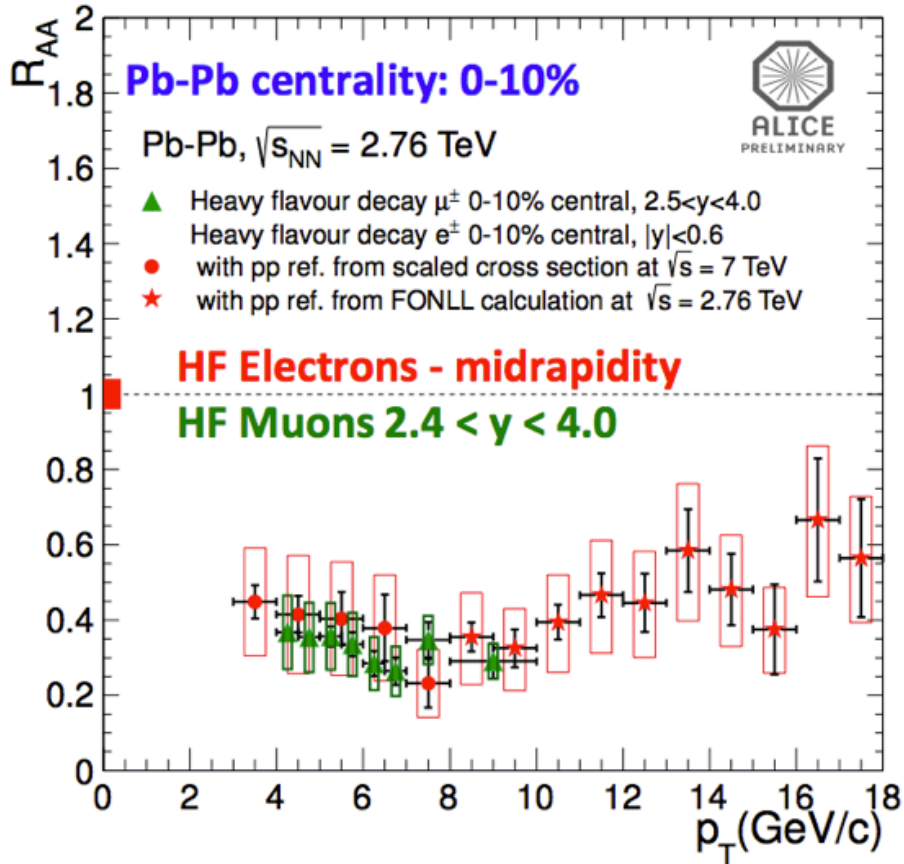 R_AA
2
1.8
1.6
1.4
1.2
1
0.8
0.6
0.4
0.2
0
Pb-Pb centrality: 0-10%
ALICE
PRELIMINARY
Pb-Pb, √s_NN = 2.76 TeV
Heavy flavour decay μ± 0-10% central, 2.5<y<4.0
Heavy flavour decay e± 0-10% central, |y|<0.6
with pp ref. from scaled cross section at √s = 7 TeV
with pp ref. from FONLL calculation at √s = 2.76 TeV
HF Electrons - midrapidity
HF Muons 2.4 < y < 4.0
0 2 4 6 8 10 12 14 16 18
p_T(GeV/c)